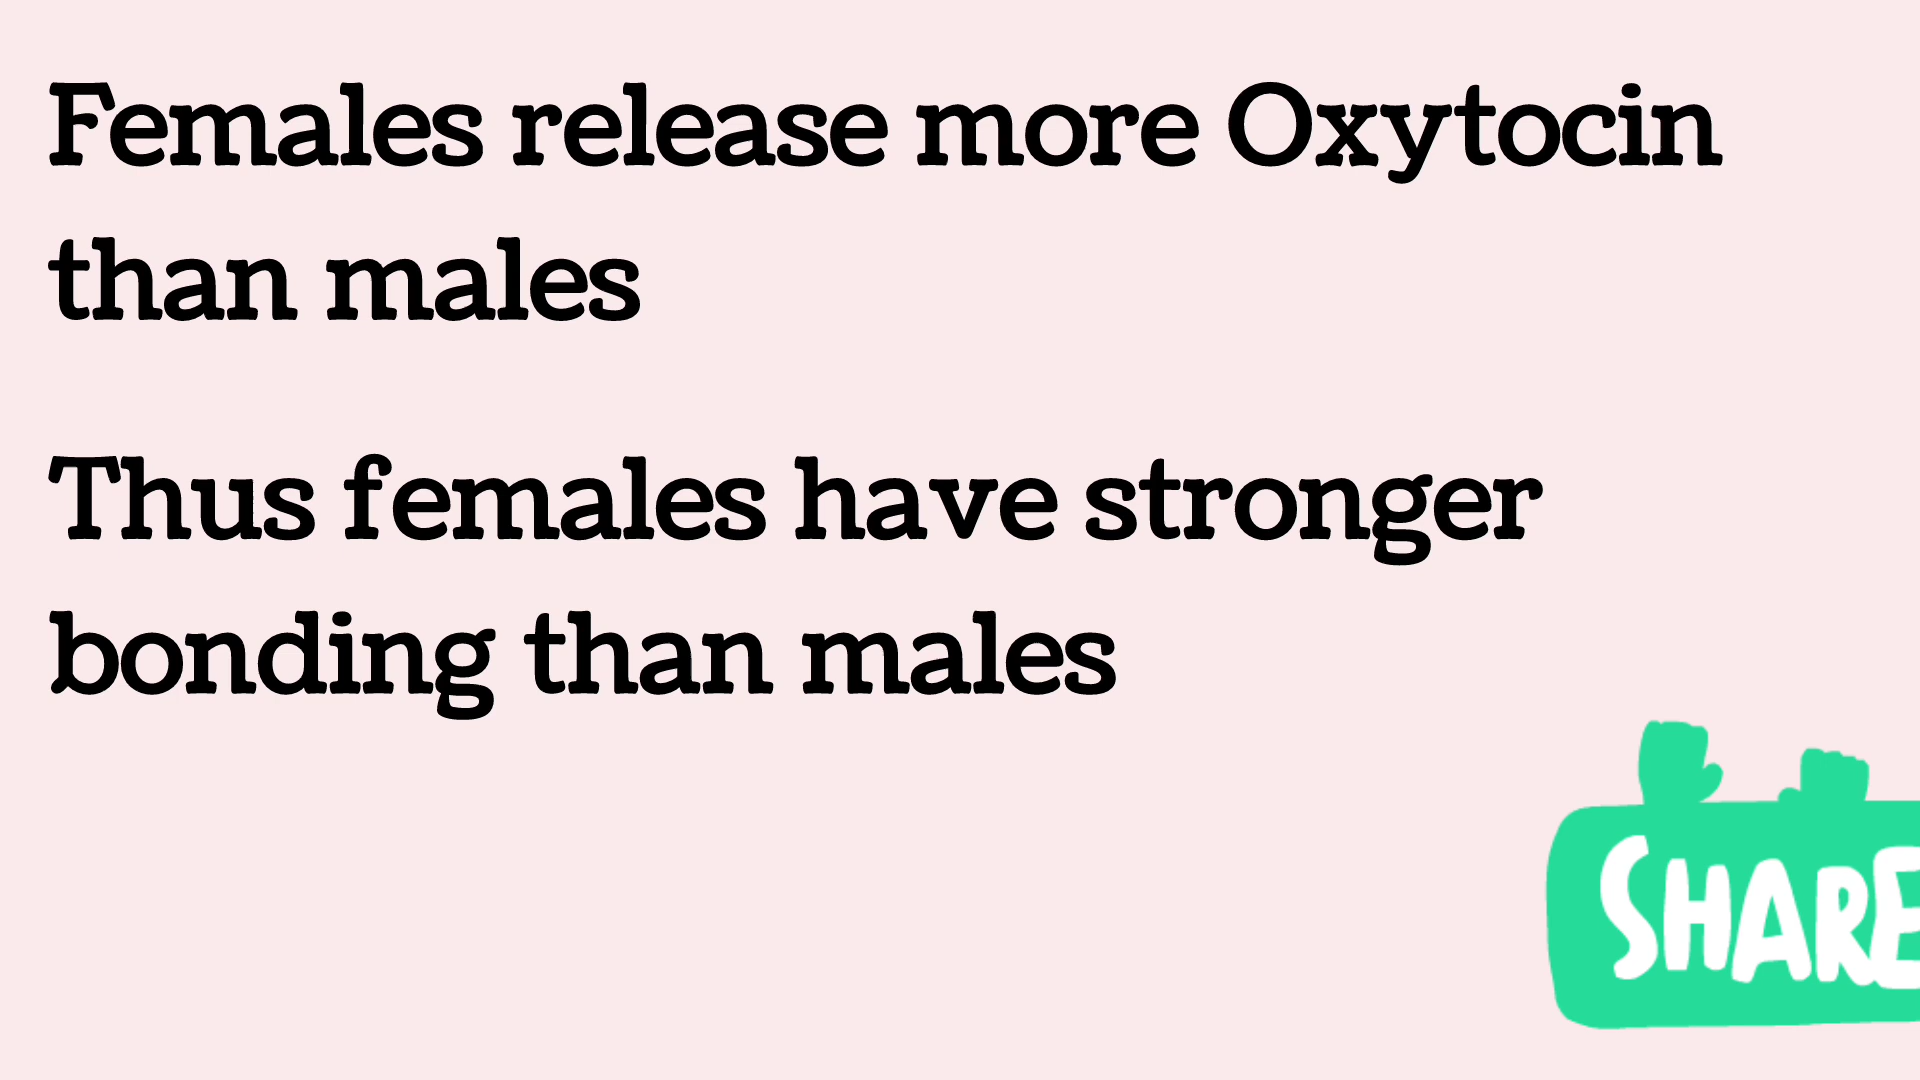 Females release more Oxytocin
than males
Thus females have stronger
bonding than males
SHARE